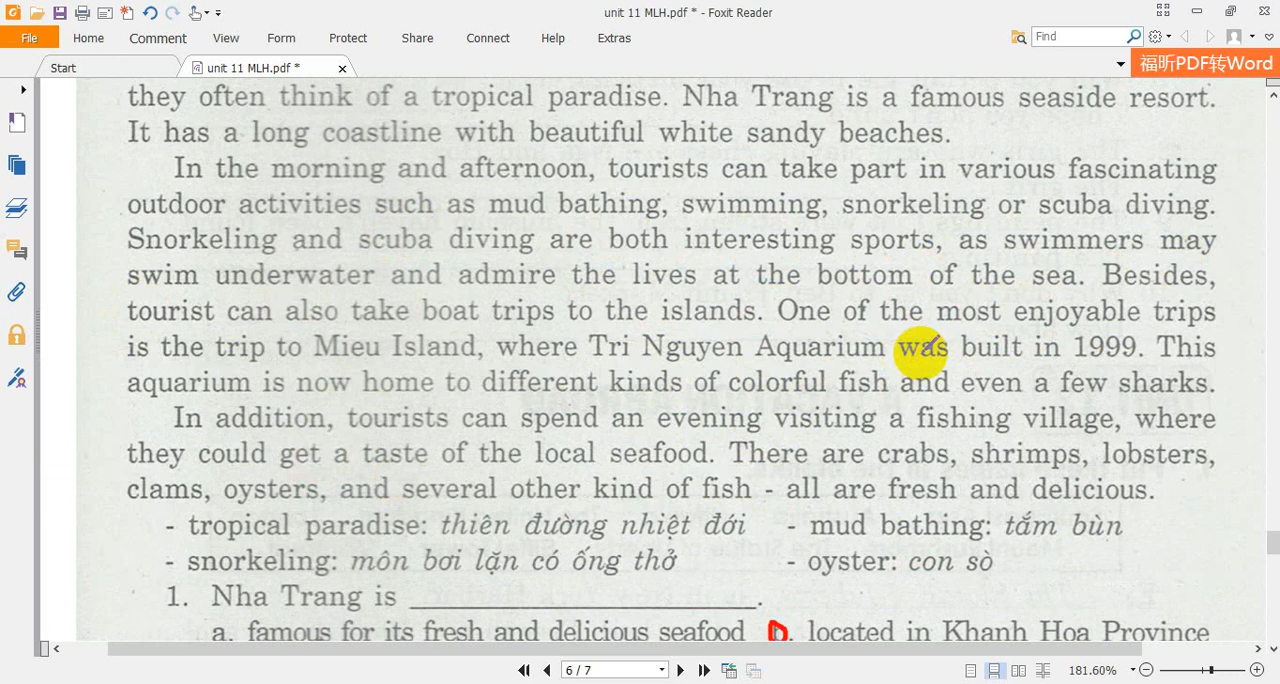 unit 11 MLH.pdf * - Foxit Reader
File Home Comment View Form Protect Share Connect Help Extras Find
Start unit 11 MLH.pdf * 福昕PDF转Word
they often think of a tropical paradise. Nha Trang is a famous seaside resort.
It has a long coastline with beautiful white sandy beaches.
In the morning and afternoon, tourists can take part in various fascinating
outdoor activities such as mud bathing, swimming, snorkeling or scuba diving.
Snorkeling and scuba diving are both interesting sports, as swimmers may
swim underwater and admire the lives at the bottom of the sea. Besides,
tourist can also take boat trips to the islands. One of the most enjoyable trips
is the trip to Mieu Island, where Tri Nguyen Aquarium was built in 1999. This
aquarium is now home to different kinds of colorful fish and even a few sharks.
In addition, tourists can spend an evening visiting a fishing village, where
they could get a taste of the local seafood. There are crabs, shrimps, lobsters,
clams, oysters, and several other kind of fish - all are fresh and delicious.
- tropical paradise: thiên đường nhiệt đới - mud bathing: tắm bùn
- snorkeling: môn bơi lặn có ống thở - oyster: con sò
1. Nha Trang is ____________________.
a. famous for its fresh and delicious seafood b. located in Khanh Hoa Province
6 / 7 181.60%